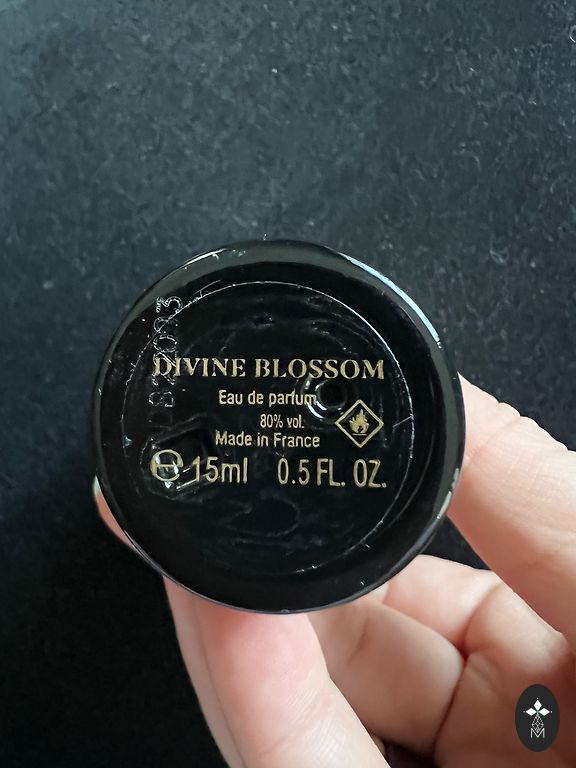 DIVINE BLOSSOM
Eau de parfum
80% vol.
Made in France
℮ 15ml 0.5 FL. OZ.